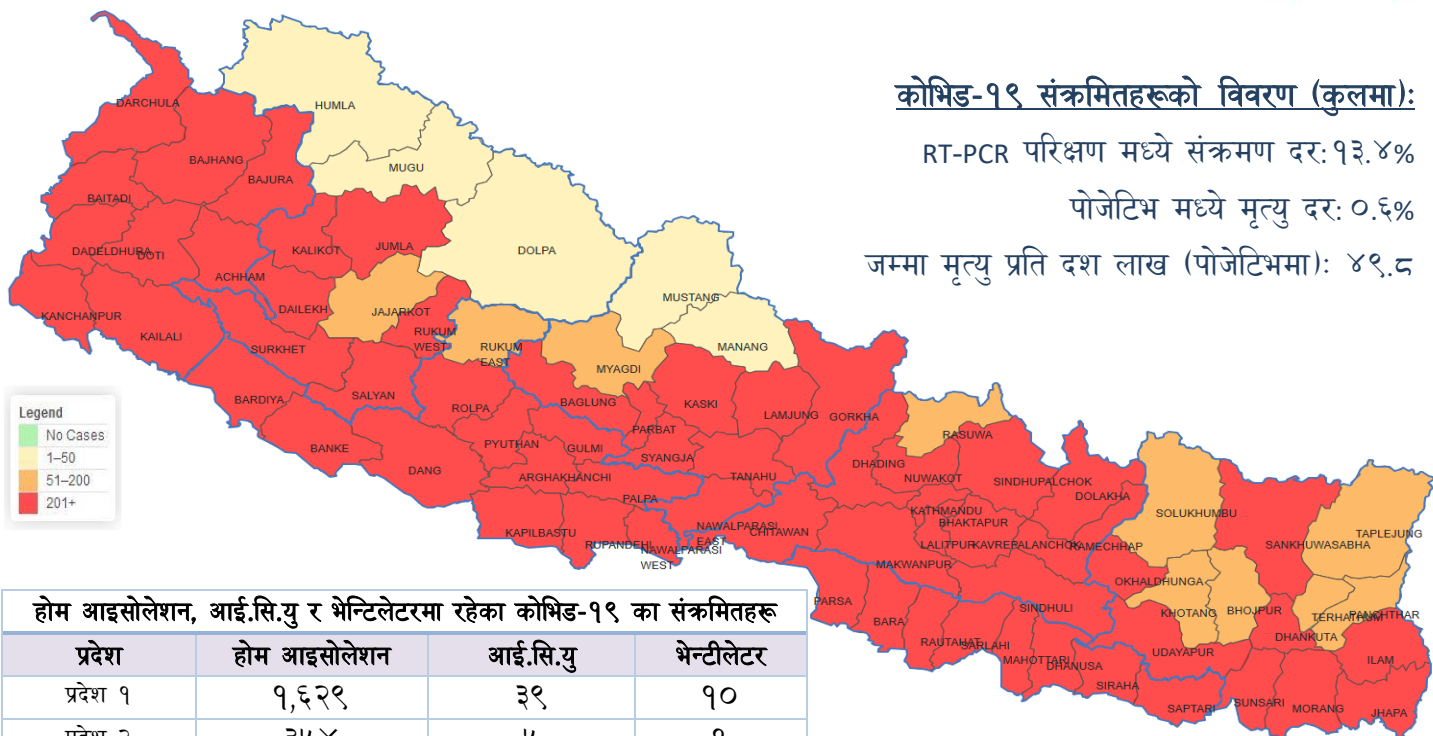 कोभिड-१९ संक्रमितहरूको विवरण (कुलमा):
RT-PCR परिक्षण मध्ये संक्रमण दर: १३.४%
पोजेटिभ मध्ये मृत्यु दर: ०.६%
जम्मा मृत्यु प्रति दश लाख (पोजेटिभमा): ४९.८
DARCHULA
HUMLA
BAJHANG
MUGU
BAJURA
BAITADI
DADELDHURA
DOTI
KALIKOT
JUMLA
DOLPA
ACHHAM
MUSTANG
DAILEKH
JAJARKOT
KANCHANPUR
KAILALI
RUKUM
WEST
RUKUM
EAST
MANANG
SURKHET
MYAGDI
BARDIYA
SALYAN
ROLPA
BAGLUNG
KASKI
LAMJUNG
GORKHA
PARBAT
RASUWA
BANKE
PYUTHAN
GULMI
SYANGJA
DHADING
DANG
ARGHAKHANCHI
TANAHU
NUWAKOT
SINDHUPALCHOK
DOLAKHA
PALPA
KATHMANDU
BHAKTAPUR
SOLUKHUMBU
KAPILBASTU
RUPANDEHI
NAWALPARASI
EAST
CHITAWAN
NAWALPARASI
WEST
LALITPUR
KAVREPALANCHOK
RAMECHHAP
SANKHUWASABHA
TAPLEJUNG
MAKWANPUR
OKHALDHUNGA
PARSA
BARA
SINDHULI
KHOTANG
BHOJPUR
TERHATHUM
PANCHTHAR
RAUTAHAT
SARLAHI
DHANKUTA
MAHOTTARI
DHANUSA
UDAYAPUR
ILAM
SIRAHA
SAPTARI
SUNSARI
MORANG
JHAPA
Legend
No Cases
1–50
51–200
201+
होम आइसोलेशन, आई.सि.यु र भेन्टिलेटरमा रहेका कोभिड-१९ का संक्रमितहरू
प्रदेश होम आइसोलेशन आई.सि.यु भेन्टीलेटर
प्रदेश १ १,६२९ ३९ १०